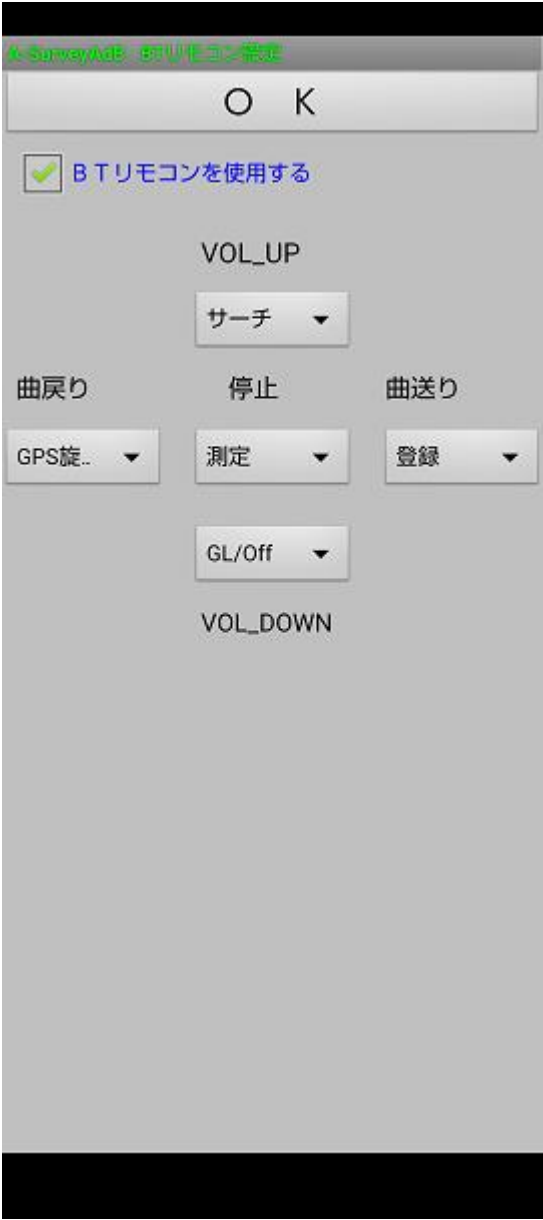 A-SurveyAdB : BTリモコン設定
Ｏ　Ｋ
ＢＴリモコンを使用する
VOL_UP
サーチ
曲戻り 停止 曲送り
GPS旋.. 測定 登録
GL/Off
VOL_DOWN